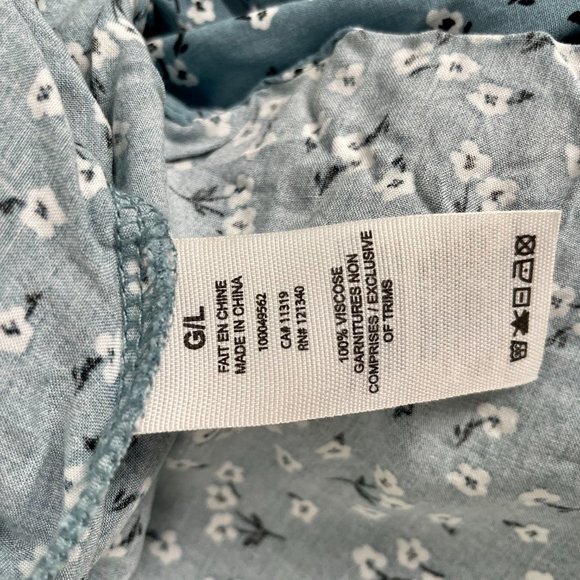 G/L
FAIT EN CHINE
MADE IN CHINA
100049562
CA# 11319
RN# 121340
100% VISCOSE
GARNITURES NON
COMPRISES / EXCLUSIVE
OF TRIMS